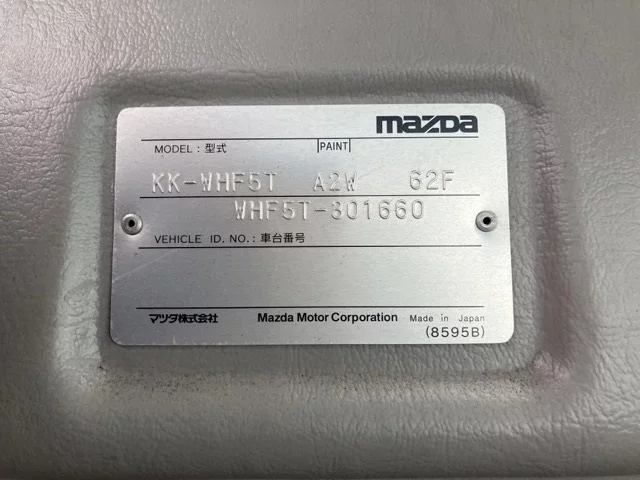 mazda
MODEL : 型式 PAINT
KK-WHF5T A2W 62F
WHF5T-301660
VEHICLE ID. NO. : 車台番号
マツダ株式会社 Mazda Motor Corporation Made in Japan
(8595B)